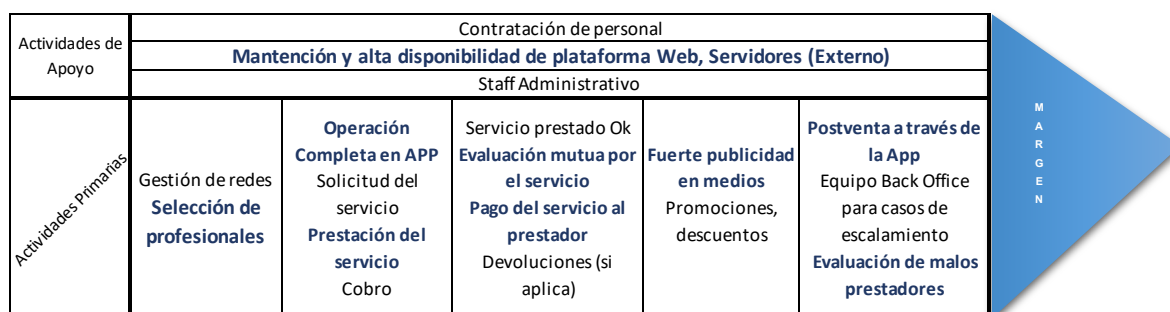 Actividades de
Apoyo
Contratación de personal
Mantención y alta disponibilidad de plataforma Web, Servidores (Externo)
Staff Administrativo
Actividades Primarias
Gestión de redes
Selección de
profesionales
Operación
Completa en APP
Solicitud del
servicio
Prestación del
servicio
Cobro
Servicio prestado Ok
Evaluación mutua por
el servicio
Pago del servicio al
prestador
Devoluciones (si
aplica)
Fuerte publicidad
en medios
Promociones,
descuentos
Postventa a través de
la App
Equipo Back Office
para casos de
escalamiento
Evaluación de malos
prestadores
M
A
R
G
E
N